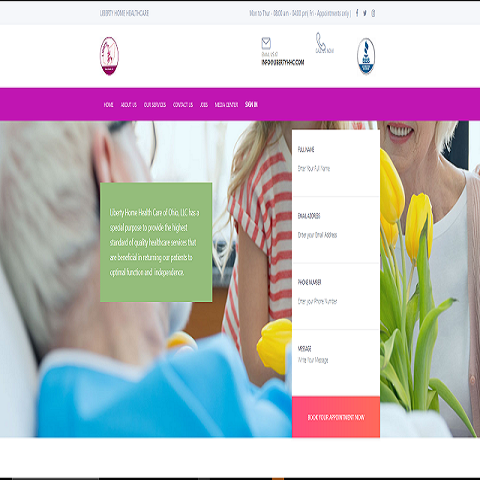 LIBERTY HOME HEALTHCARE
Mon to Thur - 08:00 am - 04:00 pm| Fri - Appointments only |
EMAIL US AT
INFO@LIBERTY-HHC.COM
CALL US NOW!
BBB
HOME ABOUT US OUR SERVICES CONTACT US JOBS MEDIA CENTER SIGN IN
Liberty Home Health Care of Ohio, LLC has a
special purpose to provide the highest
standard of quality healthcare services that
are beneficial in returning our patients to
optimal function and independence.
FULL NAME
Enter Your Full Name
EMAIL ADDRESS
Enter your Email Address
PHONE NUMBER
Enter your Phone Number
MESSAGE
Write Your Message
BOOK YOUR APPOINTMENT NOW